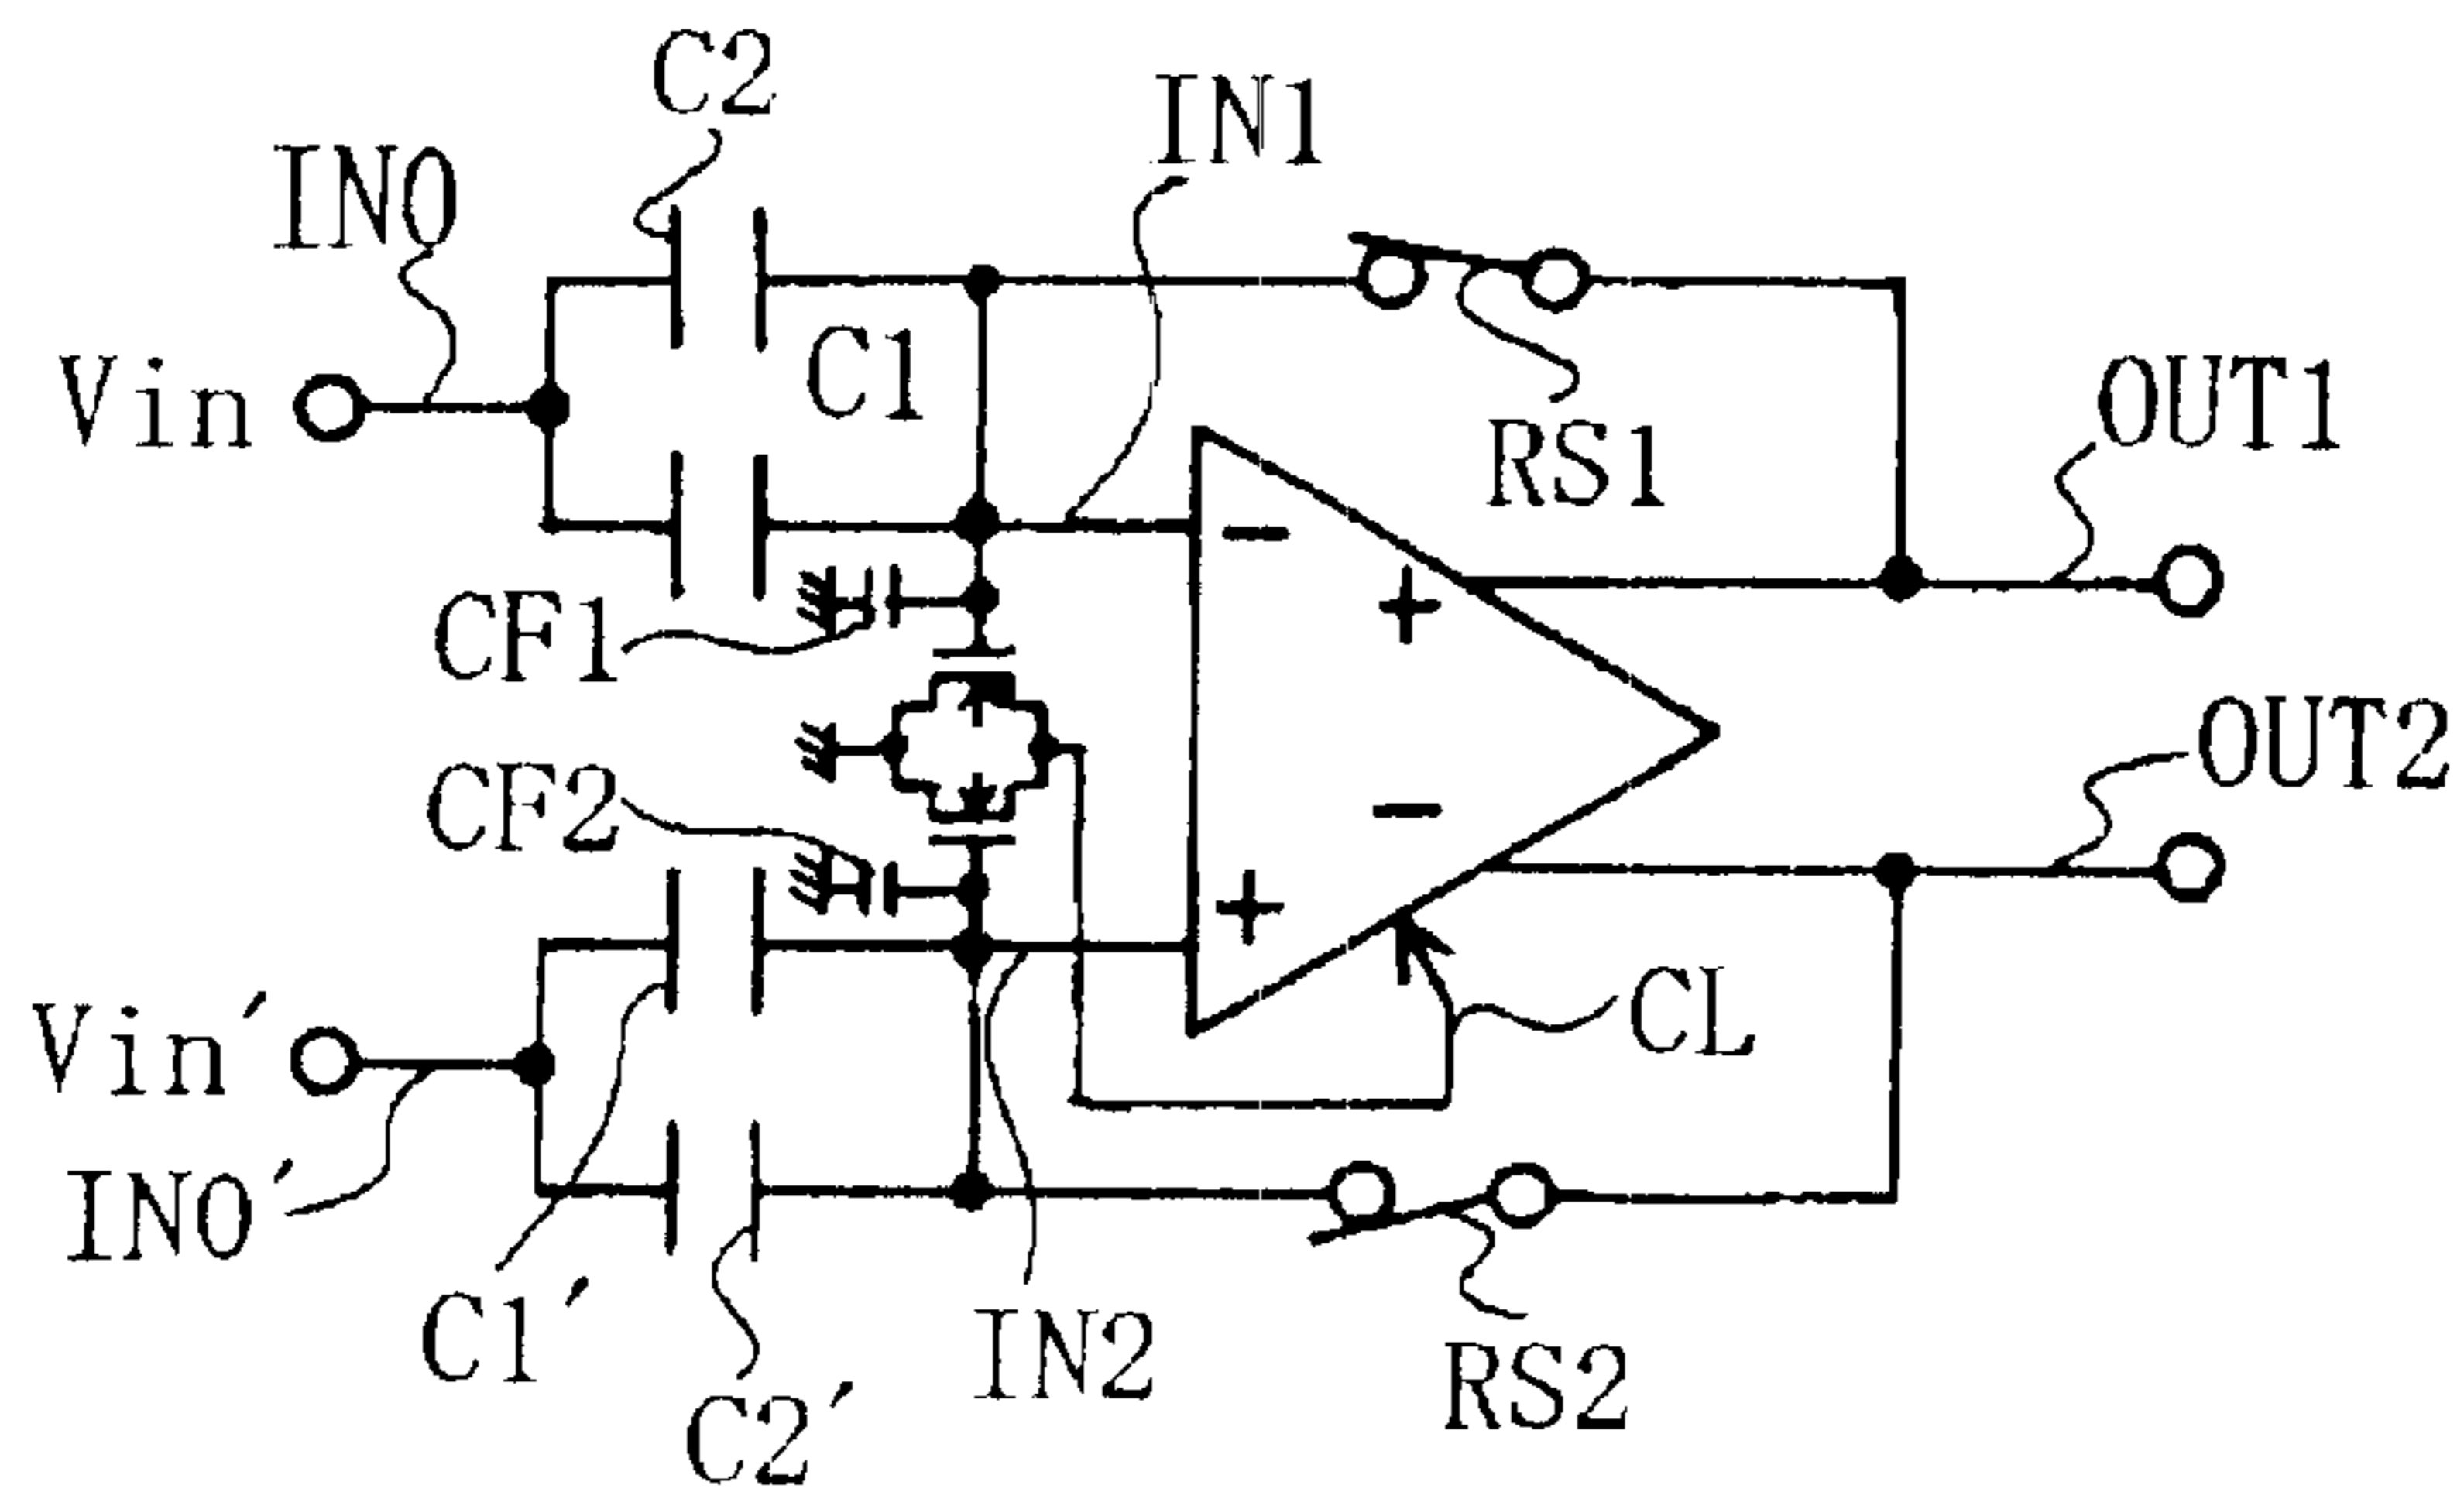 C2
IN1
IN0
C1
Vin
OUT1
RS1
-
+
CF1
OUT2
CF2
-
+
CL
Vin′
IN0′
C1′
IN2
RS2
C2′